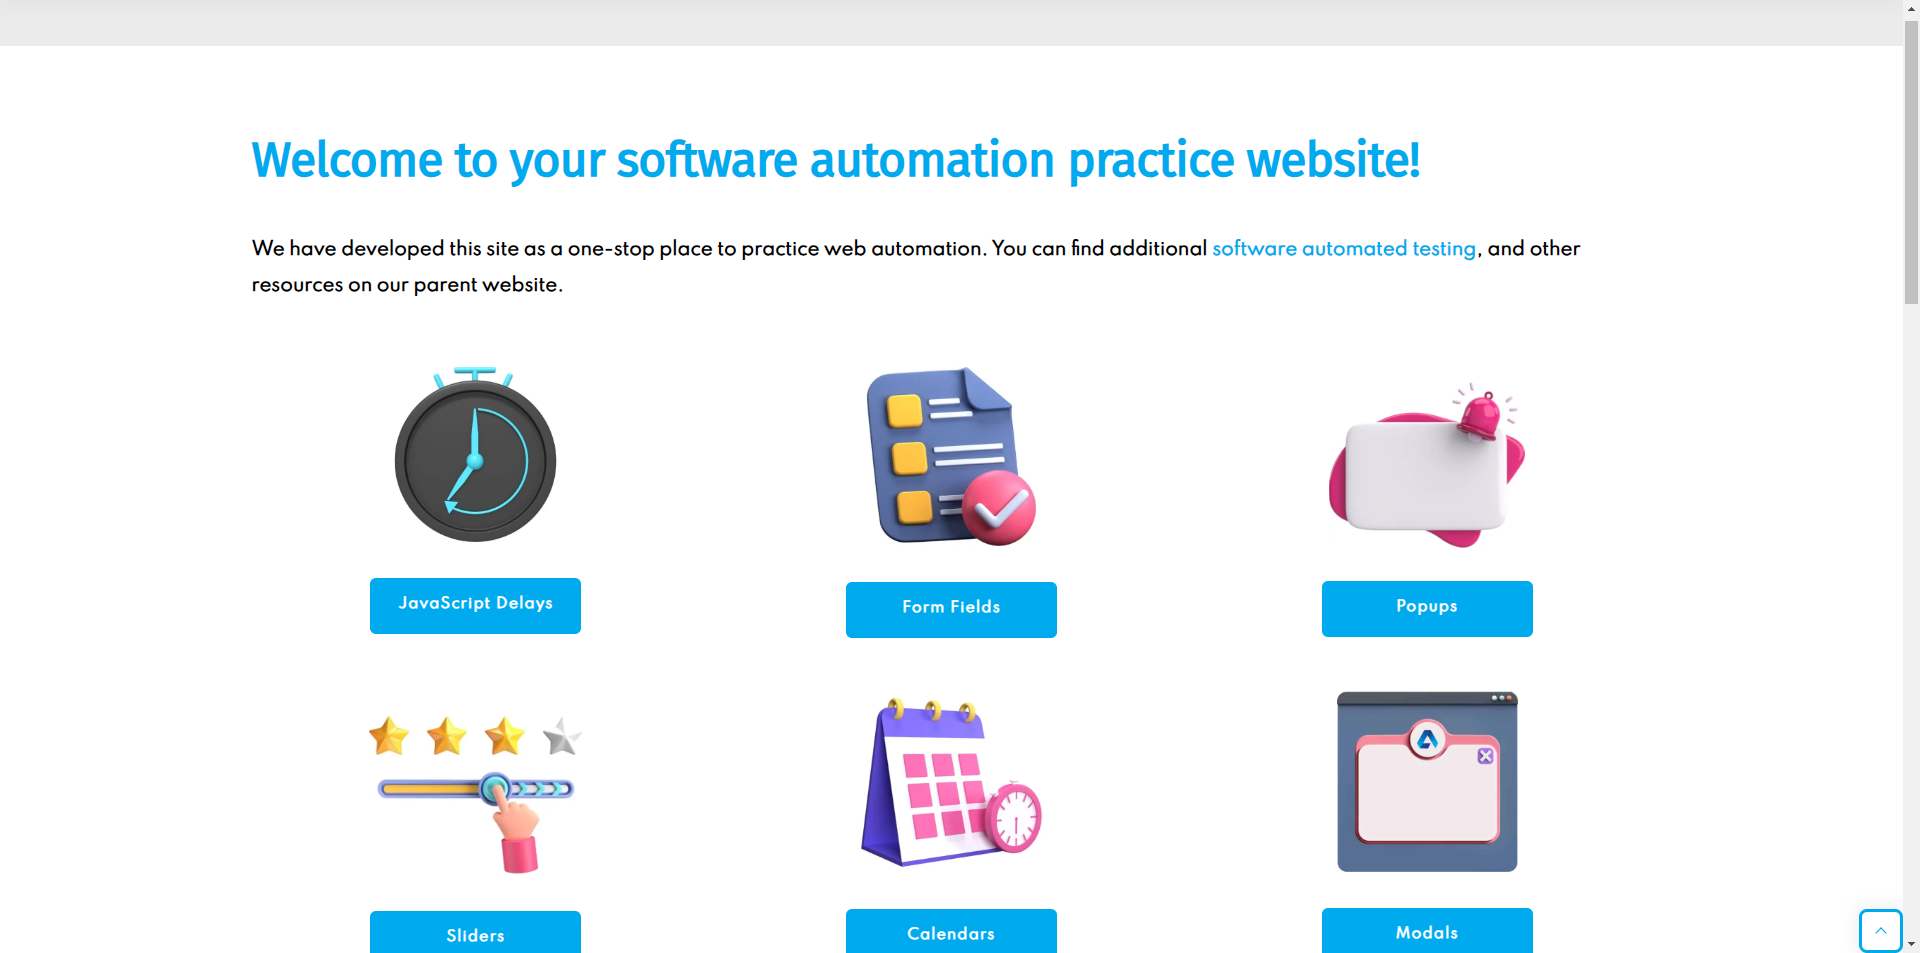 Welcome to your software automation practice website!
We have developed this site as a one-stop place to practice web automation. You can find additional software automated testing, and other
resources on our parent website.
JavaScript Delays
Form Fields
Popups
Sliders
Calendars
Modals